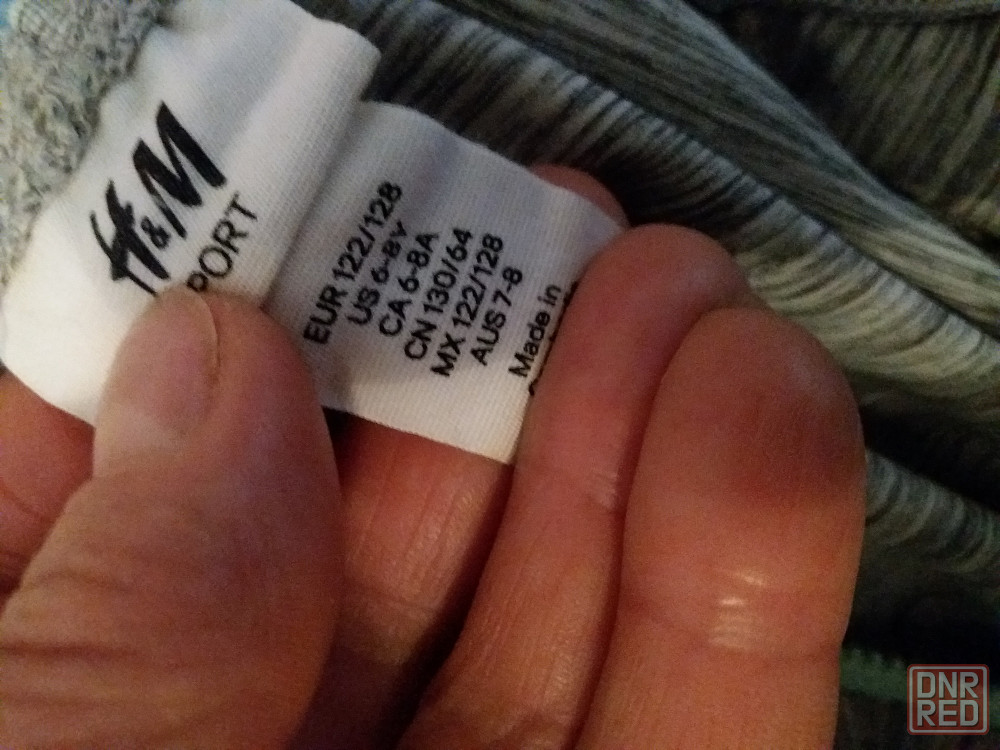 H&M
PORT
EUR 122/128
US 6-8Y
CA 6-8A
CN 130/64
MX 122/128
AUS 7-8
Made in
DNR
RED